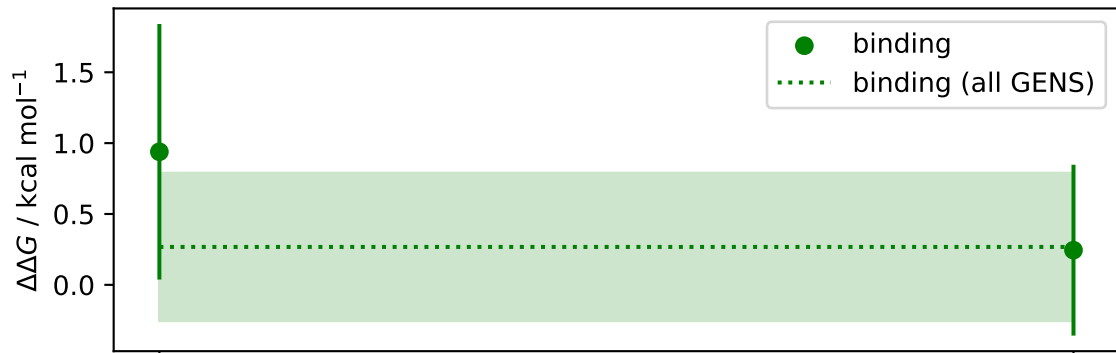 binding
binding (all GENS)
ΔΔG / kcal mol⁻¹
1.5
1.0
0.5
0.0